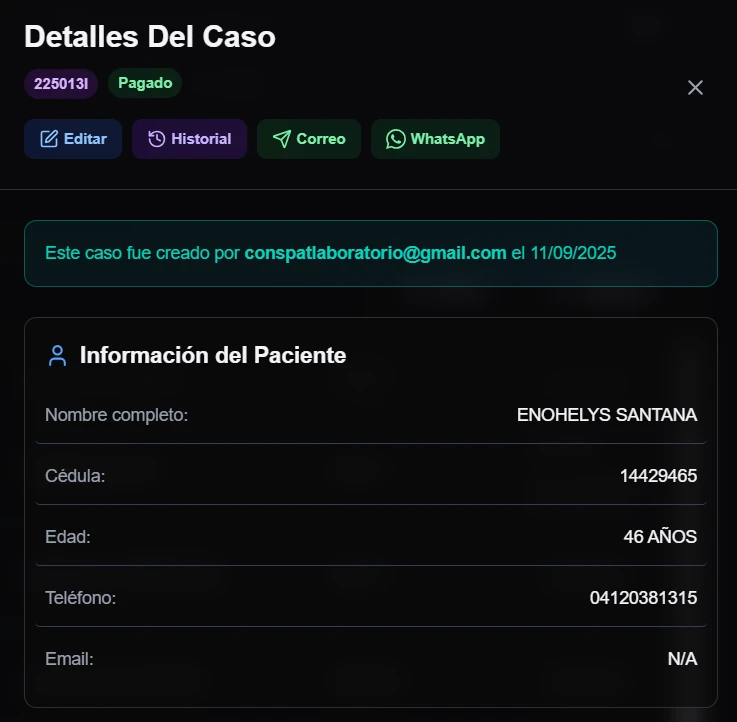 Detalles Del Caso
225013I Pagado
Editar Historial Correo WhatsApp
Este caso fue creado por conspatlaboratorio@gmail.com el 11/09/2025
Información del Paciente
Nombre completo: ENOHELYS SANTANA
Cédula: 14429465
Edad: 46 AÑOS
Teléfono: 04120381315
Email: N/A